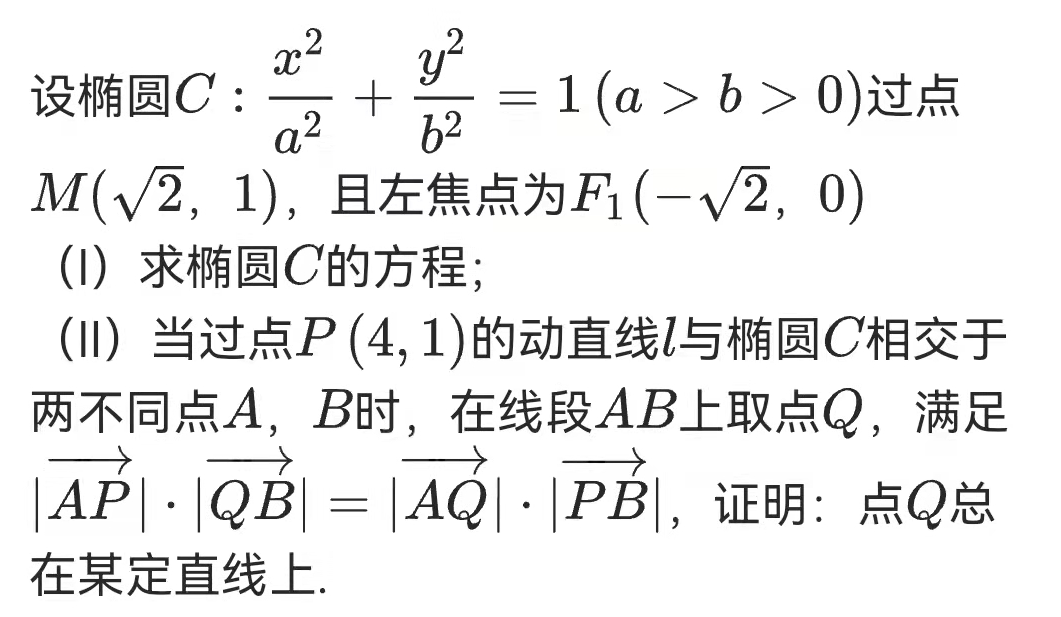 设椭圆$C:\dfrac{x^2}{a^2}+\dfrac{y^2}{b^2}=1\,(a>b>0)$过点
$M(\sqrt{2},\ 1)$，且左焦点为$F_1(-\sqrt{2},\ 0)$
（Ⅰ）求椭圆$C$的方程；
（Ⅱ）当过点$P\,(4,1)$的动直线$l$与椭圆$C$相交于
两不同点$A$，$B$时，在线段$AB$上取点$Q$，满足
$|\overrightarrow{AP}|\cdot|\overrightarrow{QB}|=|\overrightarrow{AQ}|\cdot|\overrightarrow{PB}|$，证明：点$Q$总
在某定直线上.